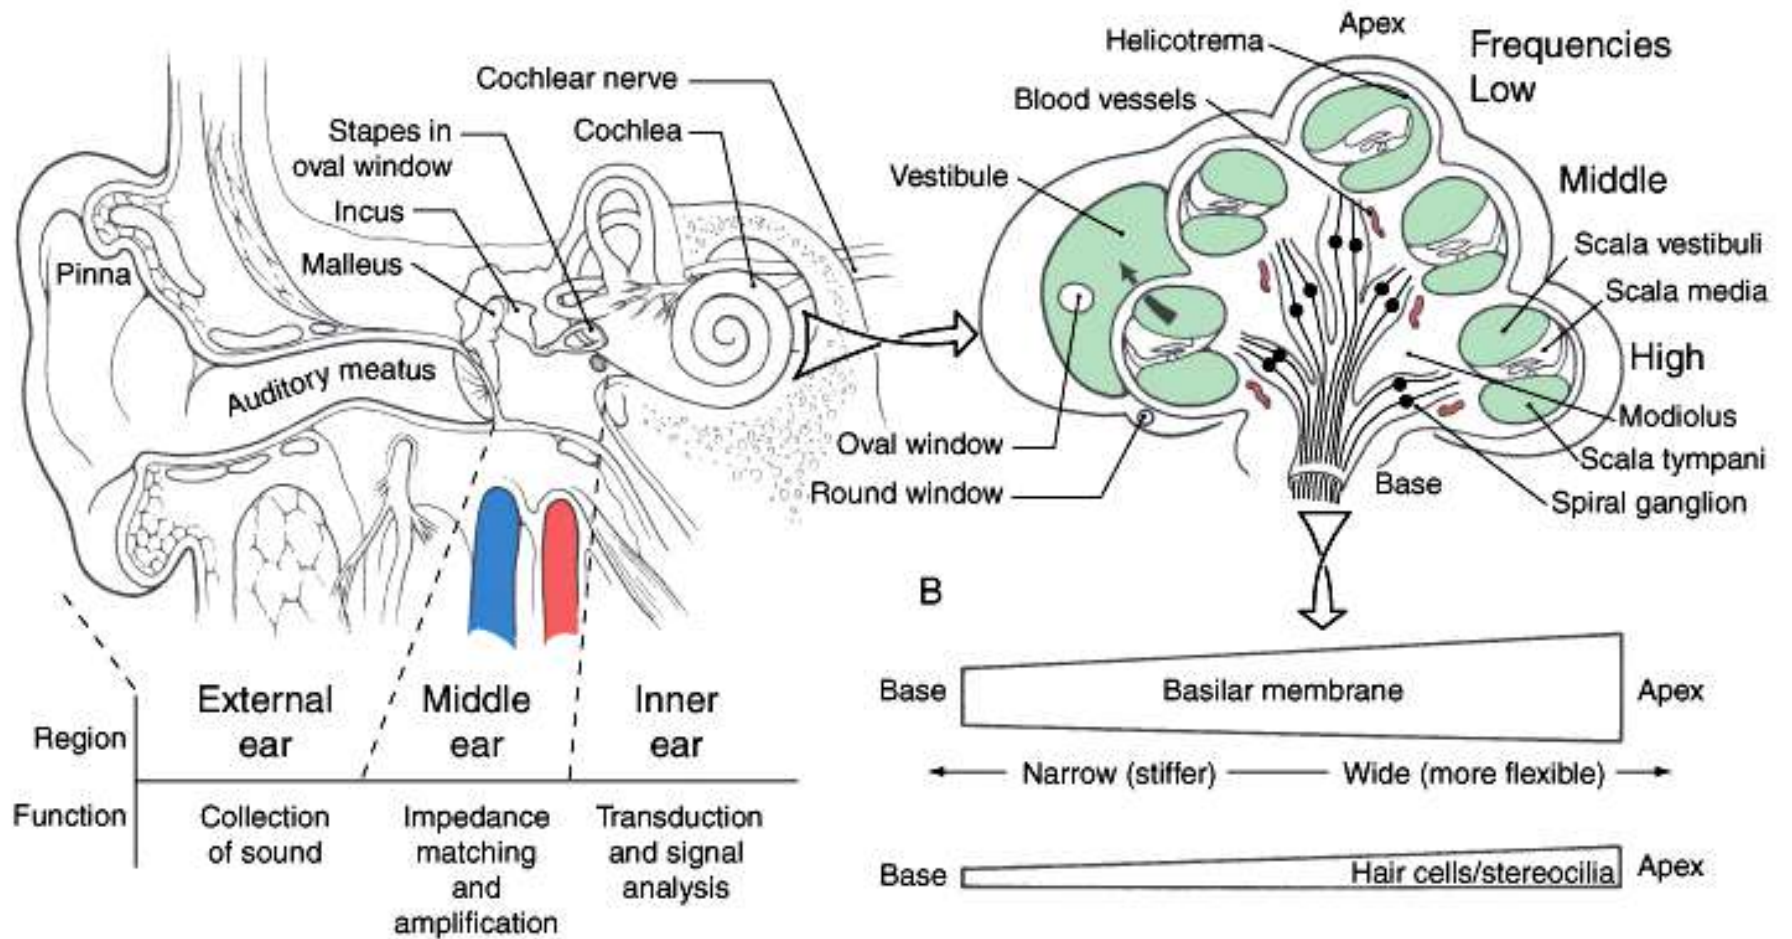 Cochlear nerve
Stapes in
oval window
Cochlea
Incus
Malleus
Pinna
Auditory meatus
Region
External
ear
Middle
ear
Inner
ear
Function
Collection
of sound
Impedance
matching
and
amplification
Transduction
and signal
analysis
Apex
Helicotrema
Frequencies
Low
Blood vessels
Vestibule
Middle
Scala vestibuli
Scala media
High
Modiolus
Oval window
Scala tympani
Round window
Base
Spiral ganglion
B
Base
Basilar membrane
Apex
Narrow (stiffer)
Wide (more flexible)
Base
Hair cells/stereocilia
Apex